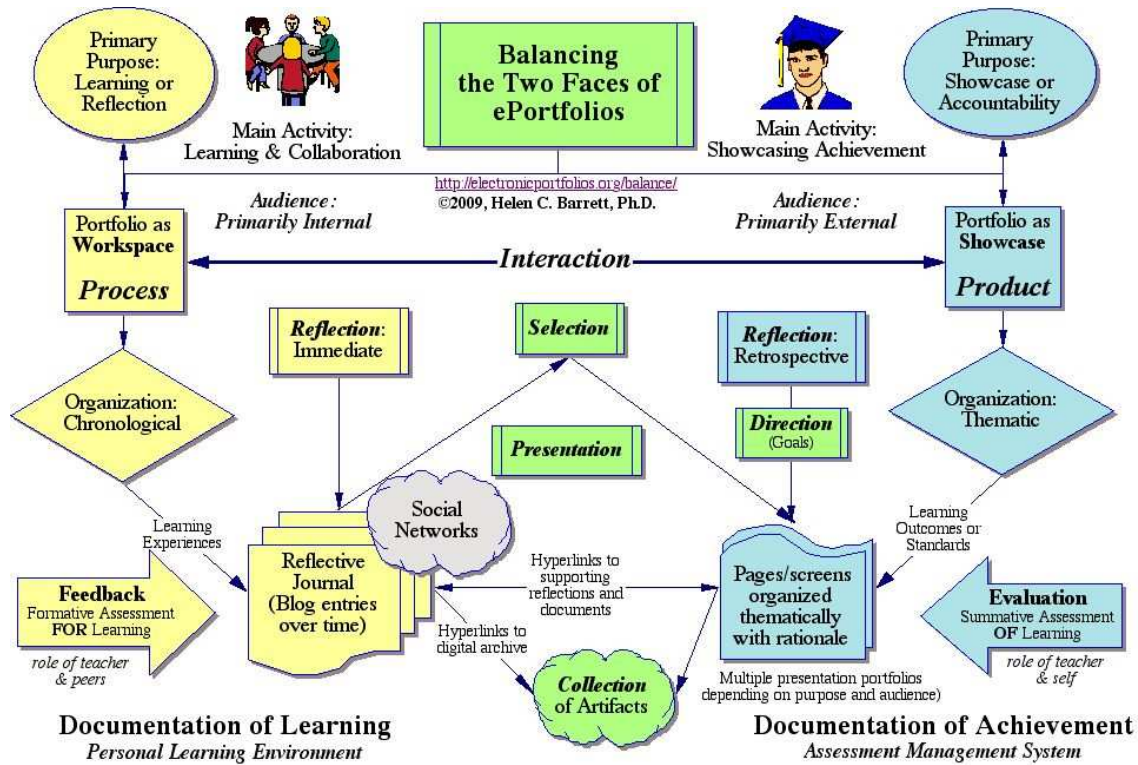 Primary
Purpose:
Learning or
Reflection
Main Activity:
Learning & Collaboration
Balancing
the Two Faces of
ePortfolios
Main Activity:
Showcasing Achievement
Primary
Purpose:
Showcase or
Accountability
http://electronicportfolios.org/balance/
©2009, Helen C. Barrett, Ph.D.
Audience:
Primarily Internal
Audience:
Primarily External
Portfolio as
Workspace
Process
Interaction
Portfolio as
Showcase
Product
Reflection:
Immediate
Selection
Reflection:
Retrospective
Organization:
Chronological
Presentation
Direction
(Goals)
Organization:
Thematic
Learning
Experiences
Social
Networks
Learning
Outcomes or
Standards
Reflective
Journal
(Blog entries
over time)
Hyperlinks to
supporting
reflections and
documents
Pages/screens
organized
thematically
with rationale
Feedback
Formative Assessment
FOR Learning
role of teacher
& peers
Hyperlinks to
digital archive
Collection
of Artifacts
Multiple presentation portfolios
depending on purpose and audience)
Evaluation
Summative Assessment
OF Learning
role of teacher
& self
Documentation of Learning
Personal Learning Environment
Documentation of Achievement
Assessment Management System